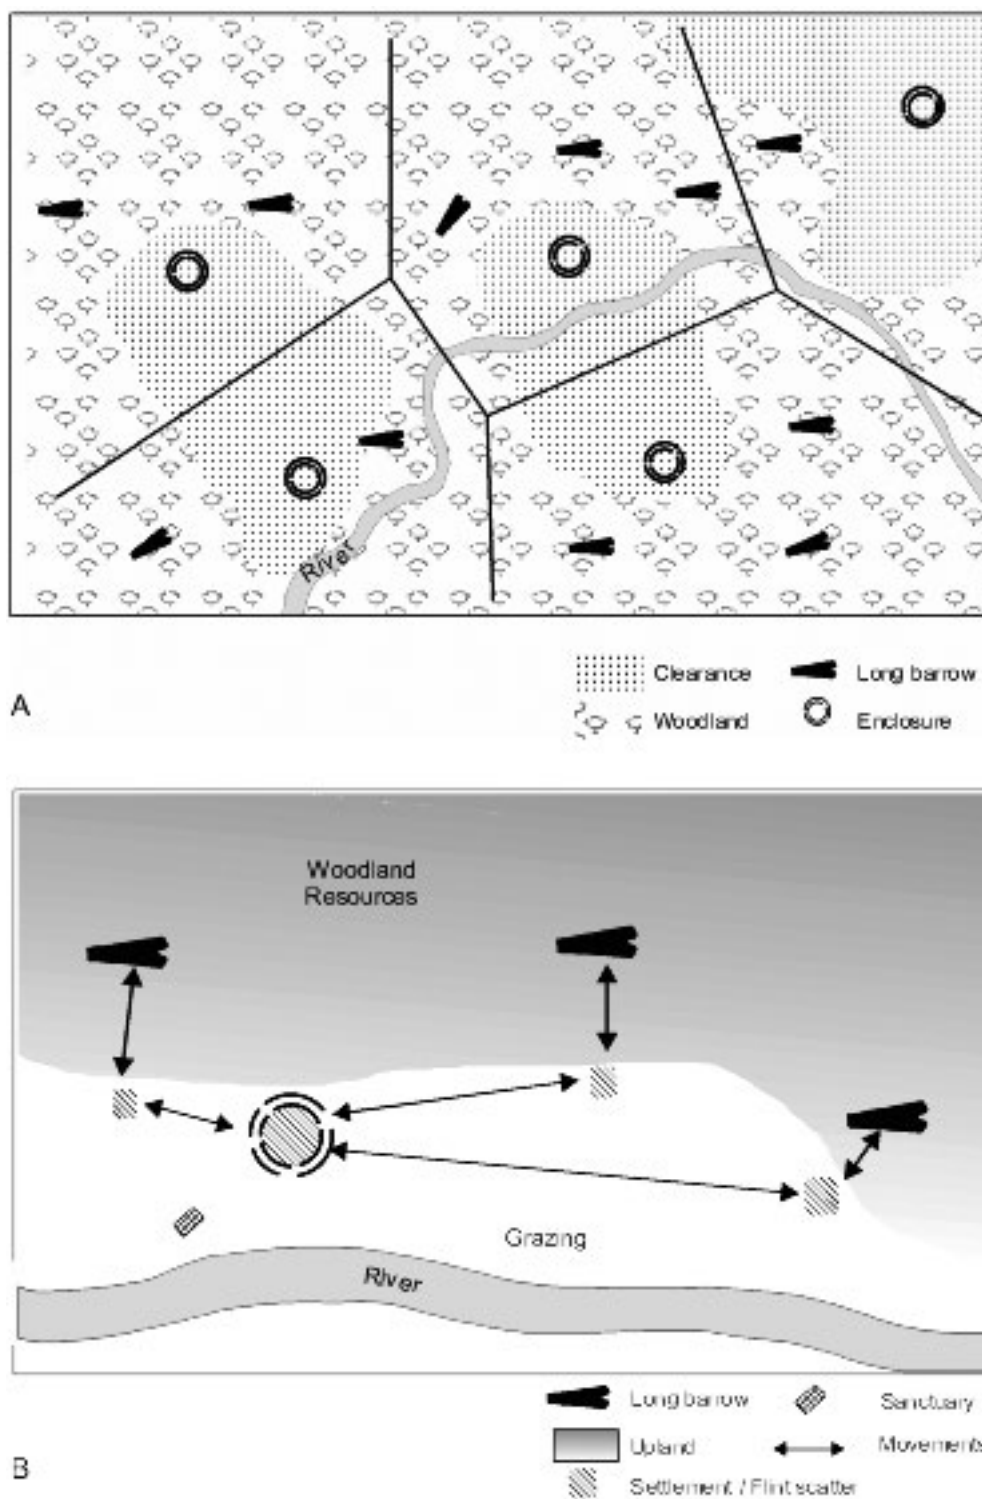 River
Clearance
Long barrow
Woodland
Enclosure
A
Woodland
Resources
Grazing
River
Long barrow
Sanctuary
Upland
Movements
Settlement / Flint scatter
B